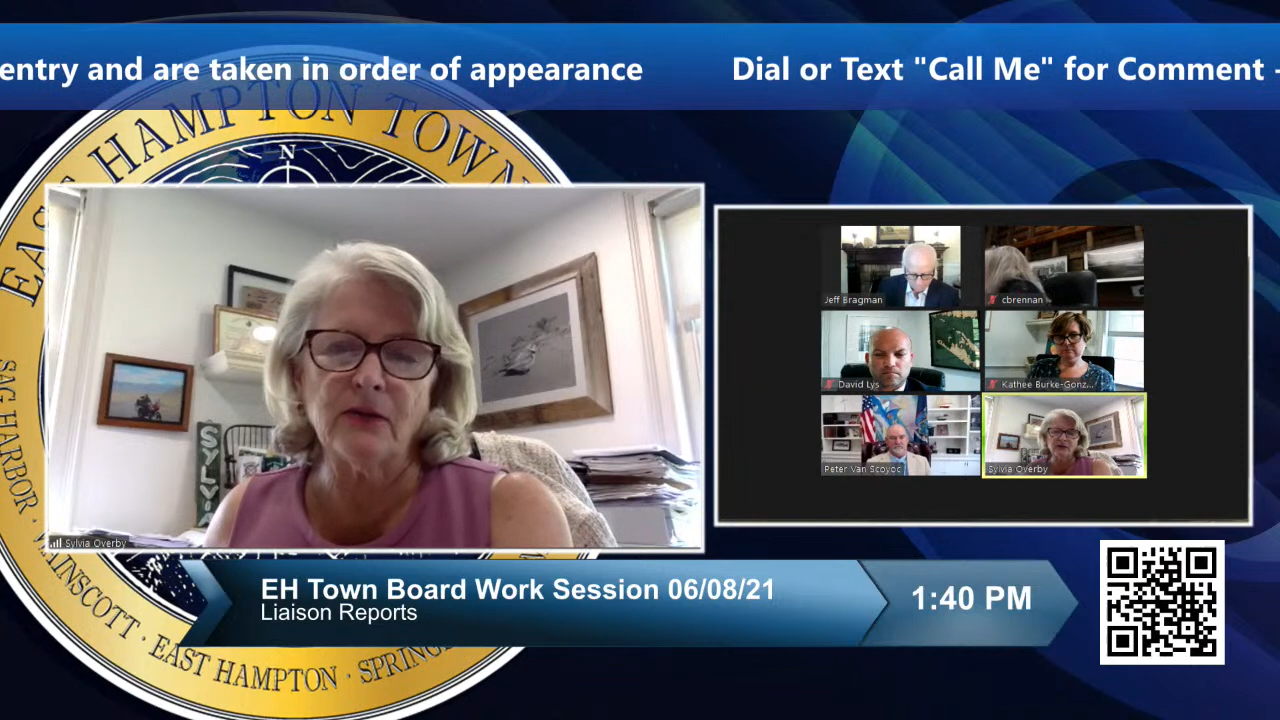 entry and are taken in order of appearance
Dial or Text "Call Me" for Comment -
EAST HAMPTON TOWN
N
SYLVIA
Sylvia Overby
Jeff Bragman
cbrennan
David Lys
Kathee Burke-Gonz...
Peter Van Scoyoc
Sylvia Overby
SAG HARBOR · WAINSCOTT · EAST HAMPTON · SPRING
EH Town Board Work Session 06/08/21
Liaison Reports
1:40 PM